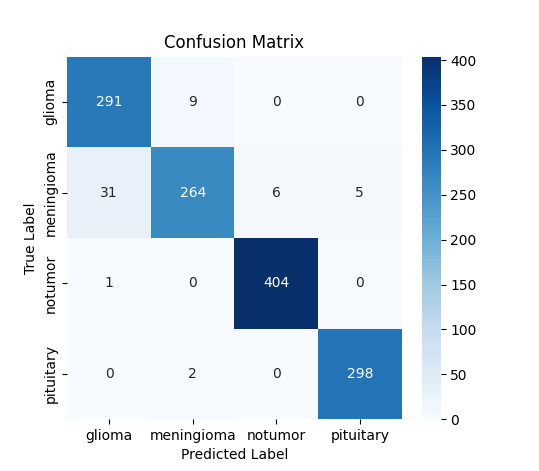 Confusion Matrix
True Label
glioma
291 9 0 0
meningioma
31 264 6 5
notumor
1 0 404 0
pituitary
0 2 0 298
glioma meningioma notumor pituitary
Predicted Label
400
350
300
250
200
150
100
50
0